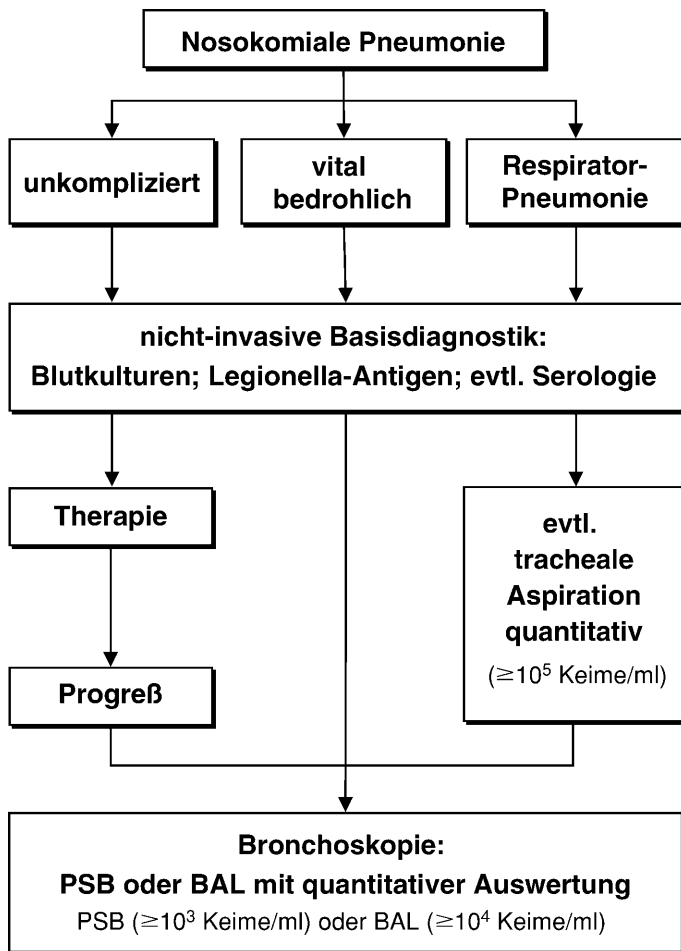 Nosokomiale Pneumonie
unkompliziert
vital
bedrohlich
Respirator-
Pneumonie
nicht-invasive Basisdiagnostik:
Blutkulturen; Legionella-Antigen; evtl. Serologie
Therapie
evtl.
tracheale
Aspiration
quantitativ
(≧10⁵ Keime/ml)
Progreß
Bronchoskopie:
PSB oder BAL mit quantitativer Auswertung
PSB (≧10³ Keime/ml) oder BAL (≧10⁴ Keime/ml)